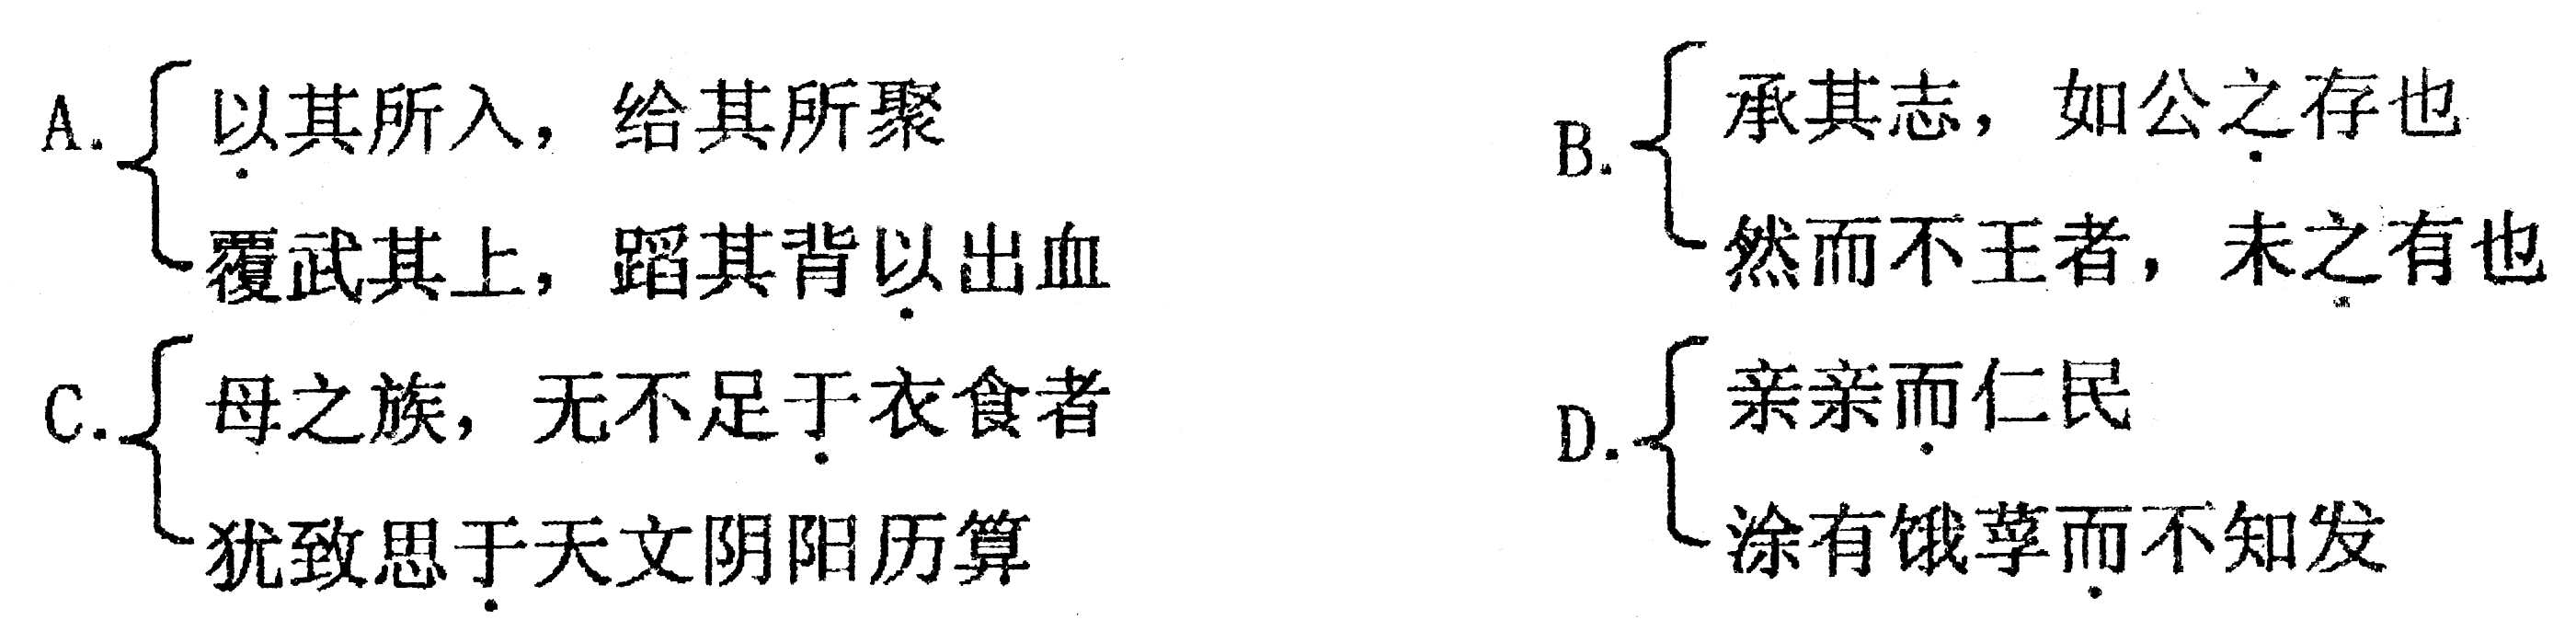 A. 以其所入，给其所聚
覆武其上，蹈其背以出血
B. 承其志，如公之存也
然而不王者，未之有也
C. 母之族，无不足于衣食者
犹致思于天文阴阳历算
D. 亲亲而仁民
涂有饿莩而不知发